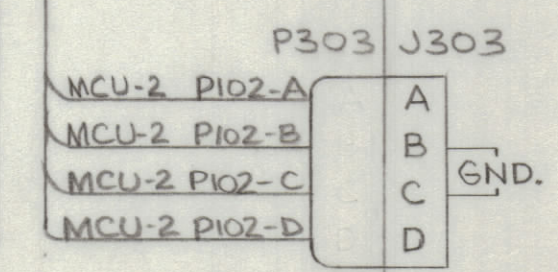 P303 J303
MCU-2 P102-A A
MCU-2 P102-B B
GND.
MCU-2 P102-C C
MCU-2 P102-D D